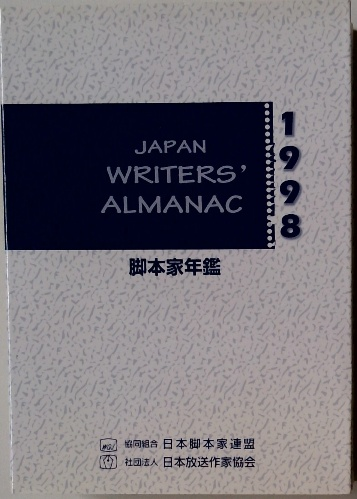 JAPAN
WRITERS'
ALMANAC
1998
脚本家年鑑
協同組合 日本脚本家連盟
社団法人 日本放送作家協会